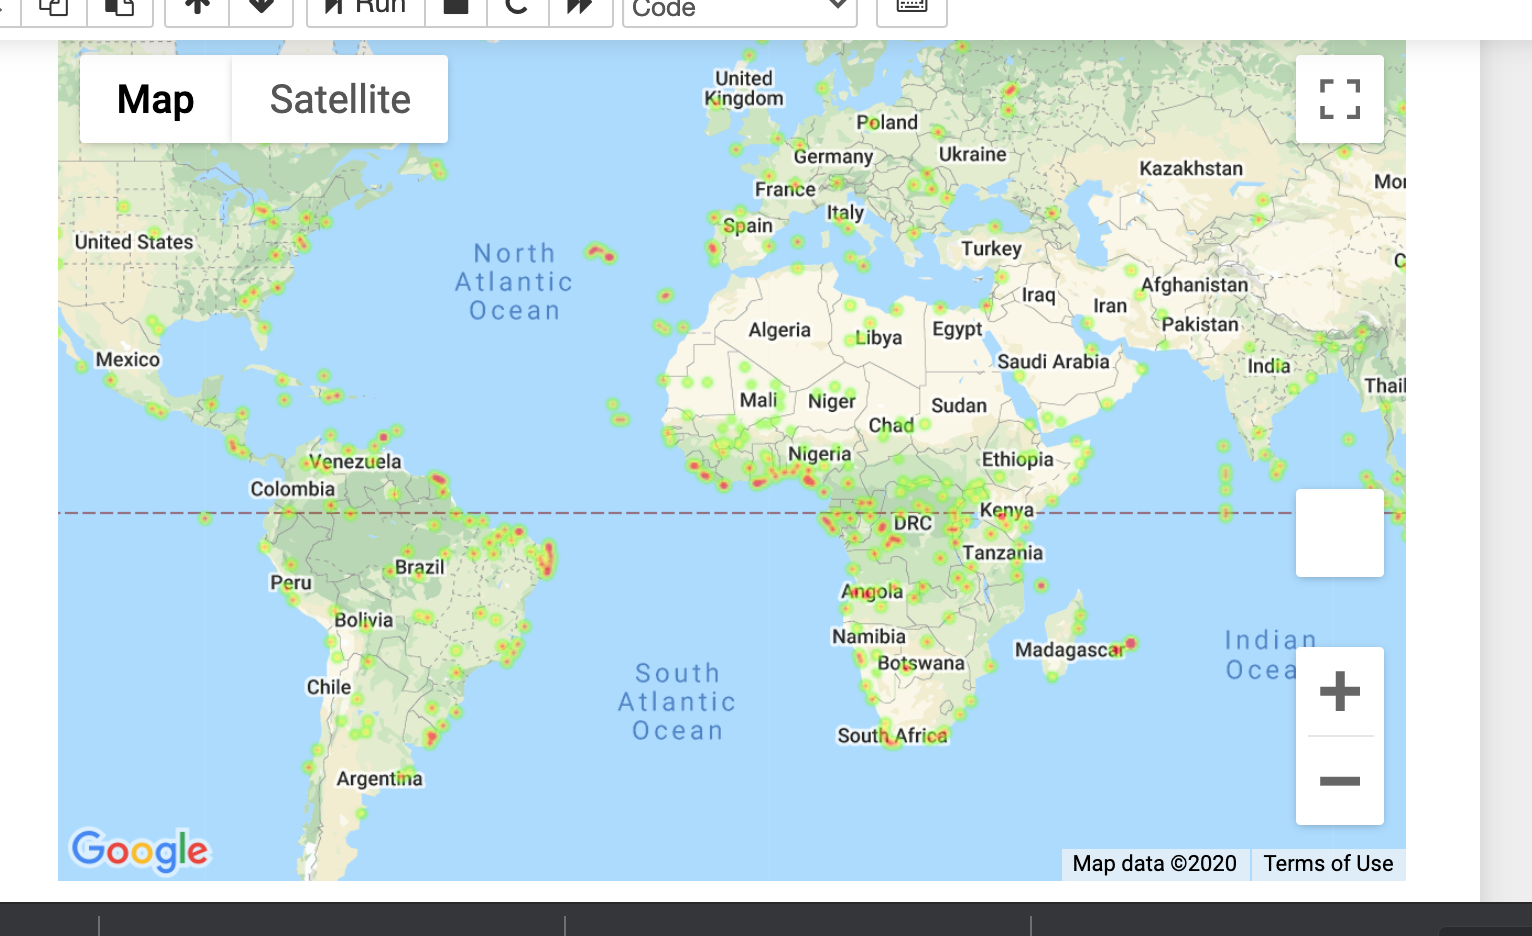 Run
Code
Map
Satellite
United
Kingdom
Poland
Germany
Ukraine
Kazakhstan
France
Italy
Spain
Turkey
United States
North
Atlantic
Ocean
Iraq
Iran
Afghanistan
Algeria
Libya
Egypt
Pakistan
Mexico
Saudi Arabia
India
Mali
Niger
Sudan
Chad
Venezuela
Nigeria
Ethiopia
Colombia
Kenya
DRC
Tanzania
Brazil
Peru
Angola
Bolivia
Namibia
Botswana
Madagascar
Indian
Ocea
South
Atlantic
Ocean
Chile
South Africa
Argentina
Google
Map data ©2020
Terms of Use
Mor
Thail
C